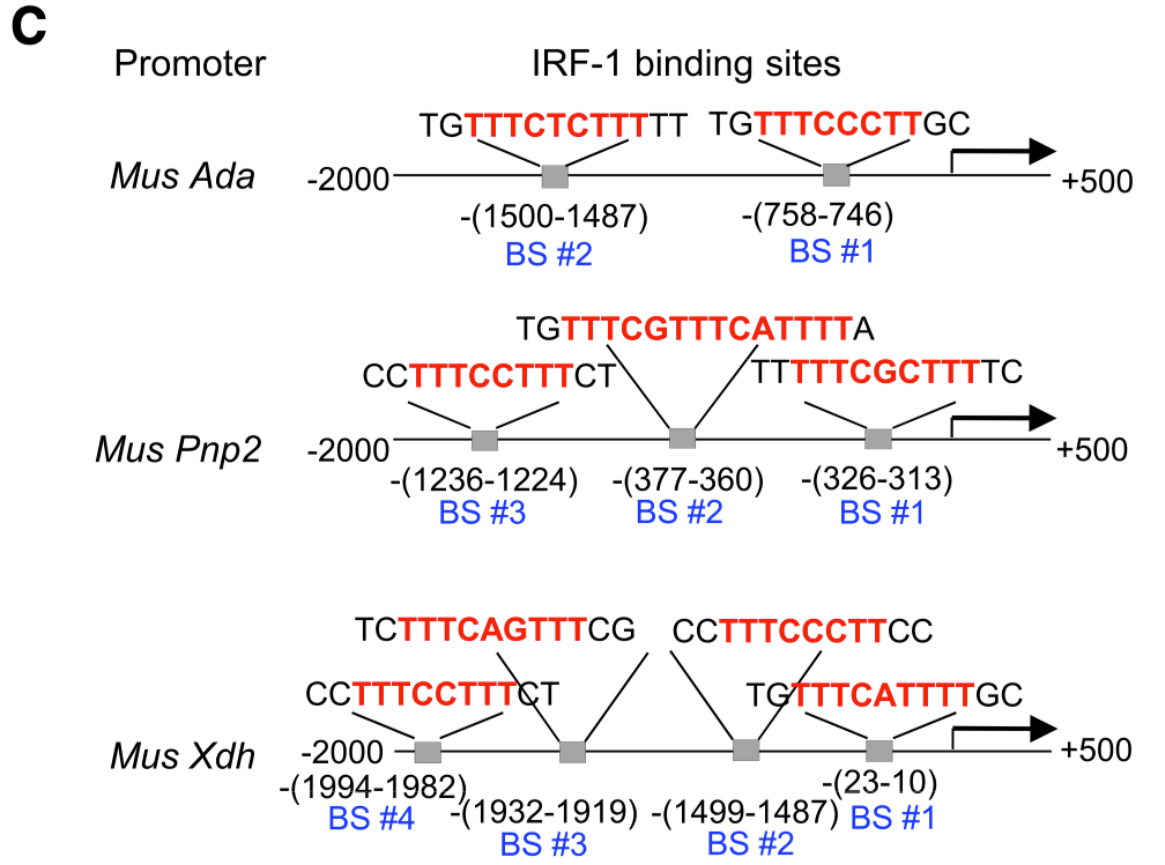 C
Promoter IRF-1 binding sites
TGTTTCTCTTTTT TGTTTCCCTTGC
Mus Ada -2000 +500
-(1500-1487) -(758-746)
BS #2 BS #1
TGTTTCGTTTCATTTTA
CCTTTCCTTTCT TTTTTCGCTTTTC
Mus Pnp2 -2000 +500
-(1236-1224) -(377-360) -(326-313)
BS #3 BS #2 BS #1
TCTTTCAGTTTCG CCTTTCCCTTCC
CCTTTCCTTTCT TGTTTCATTTTGC
Mus Xdh -2000 +500
-(1994-1982) -(1932-1919) -(1499-1487) -(23-10)
BS #4 BS #3 BS #2 BS #1